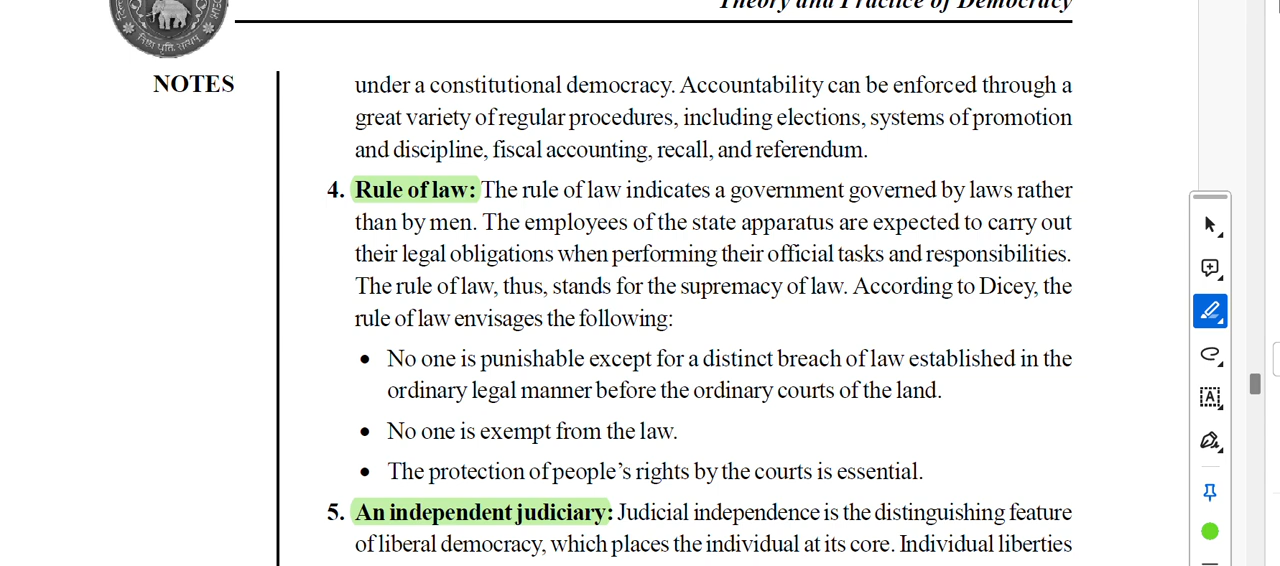 Theory and Practice of Democracy
NOTES
under a constitutional democracy. Accountability can be enforced through a
great variety of regular procedures, including elections, systems of promotion
and discipline, fiscal accounting, recall, and referendum.
4. Rule of law: The rule of law indicates a government governed by laws rather
than by men. The employees of the state apparatus are expected to carry out
their legal obligations when performing their official tasks and responsibilities.
The rule of law, thus, stands for the supremacy of law. According to Dicey, the
rule of law envisages the following:
• No one is punishable except for a distinct breach of law established in the
ordinary legal manner before the ordinary courts of the land.
• No one is exempt from the law.
• The protection of people’s rights by the courts is essential.
5. An independent judiciary: Judicial independence is the distinguishing feature
of liberal democracy, which places the individual at its core. Individual liberties